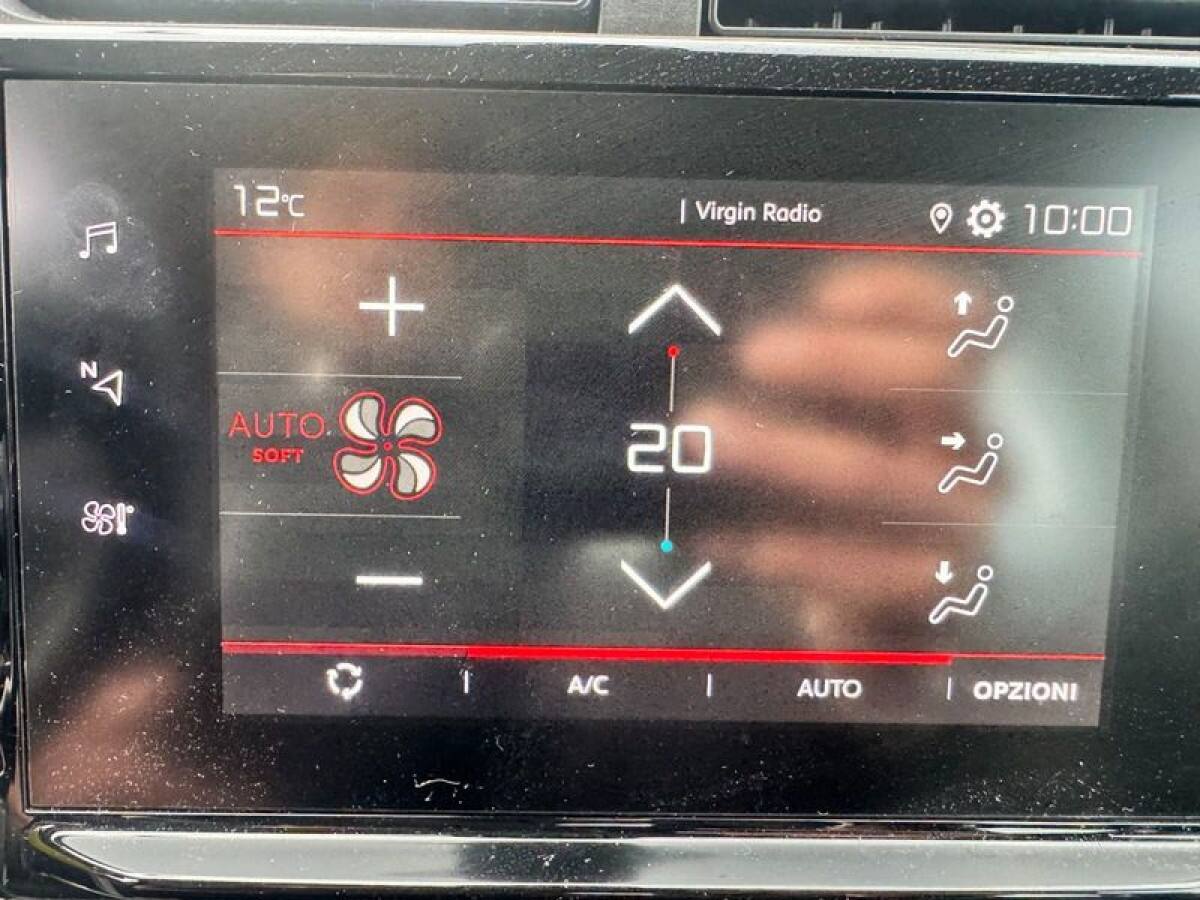 12°C
Virgin Radio
10:00
N
AUTO
SOFT
20
A/C
AUTO
OPZIONI